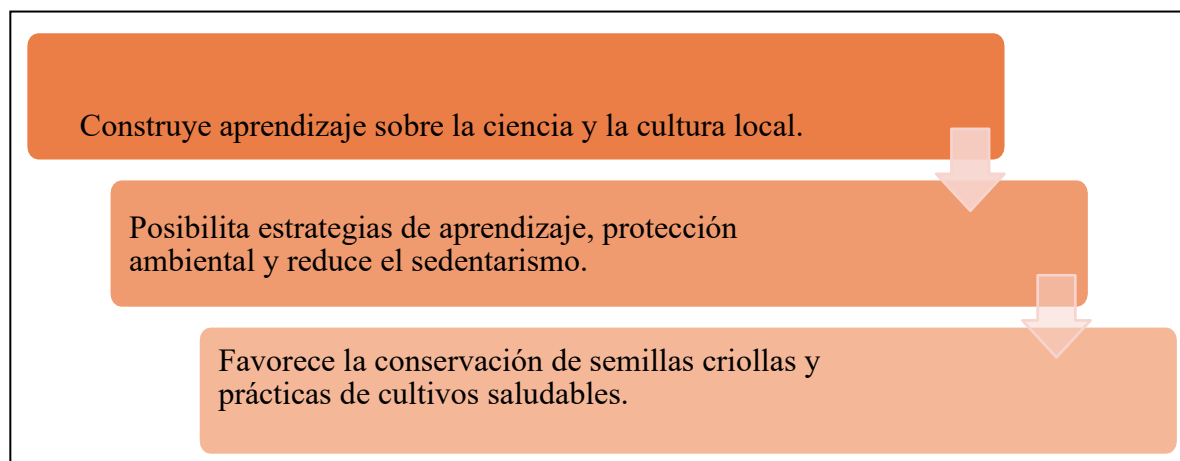 Construye aprendizaje sobre la ciencia y la cultura local.
Posibilita estrategias de aprendizaje, protección
ambiental y reduce el sedentarismo.
Favorece la conservación de semillas criollas y
prácticas de cultivos saludables.